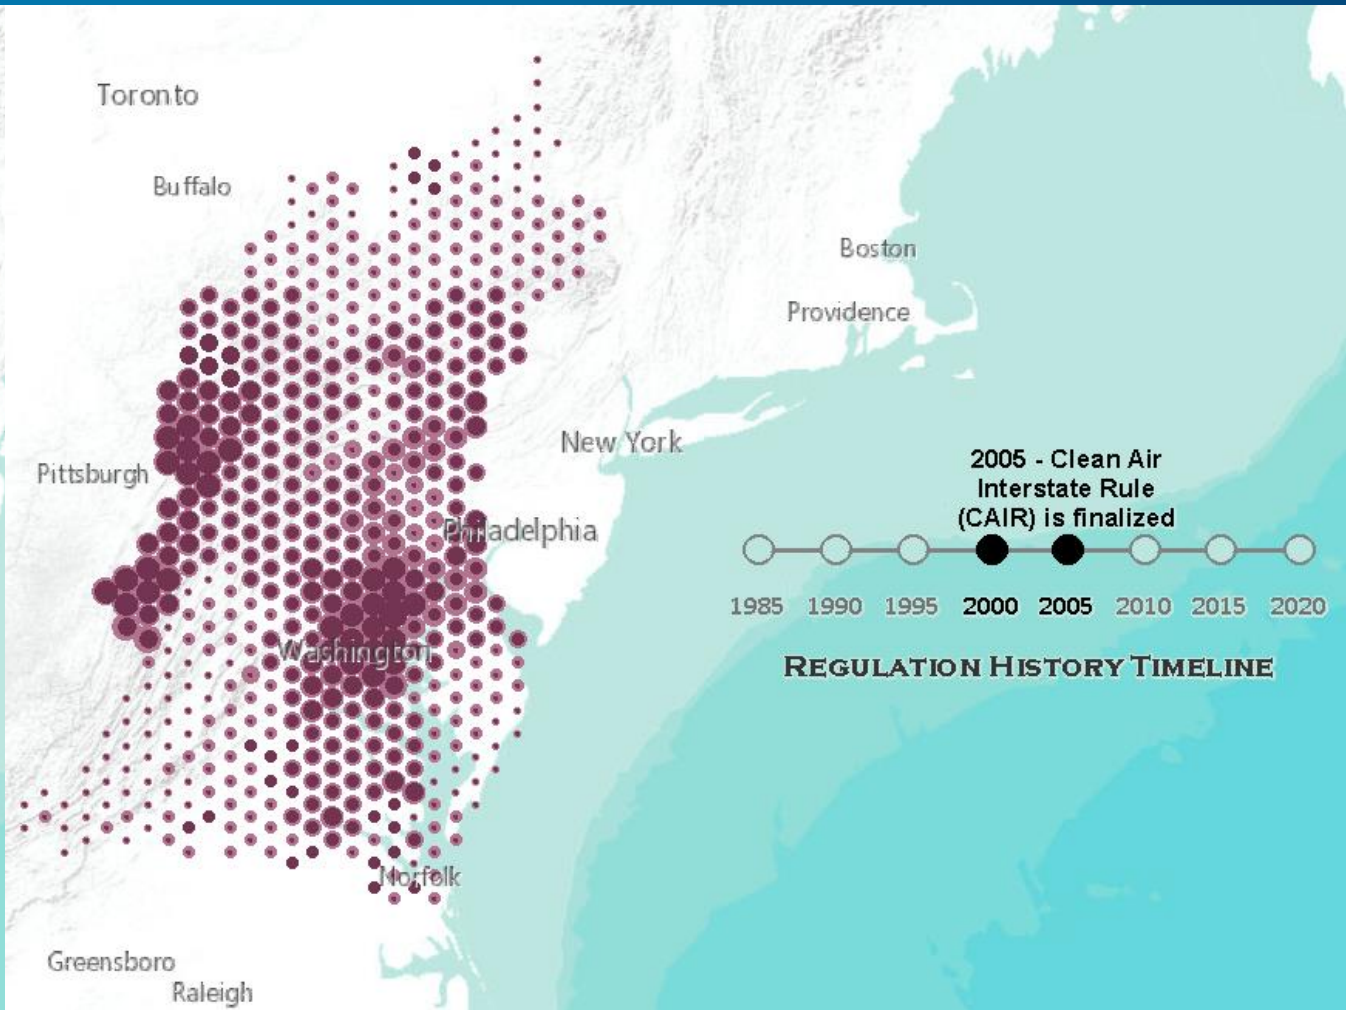 Toronto
Buffalo
Boston
Providence
New York
Pittsburgh
Philadelphia
Washington
Norfolk
Greensboro
Raleigh
2005 - Clean Air
Interstate Rule
(CAIR) is finalized
1985 1990 1995 2000 2005 2010 2015 2020
REGULATION HISTORY TIMELINE